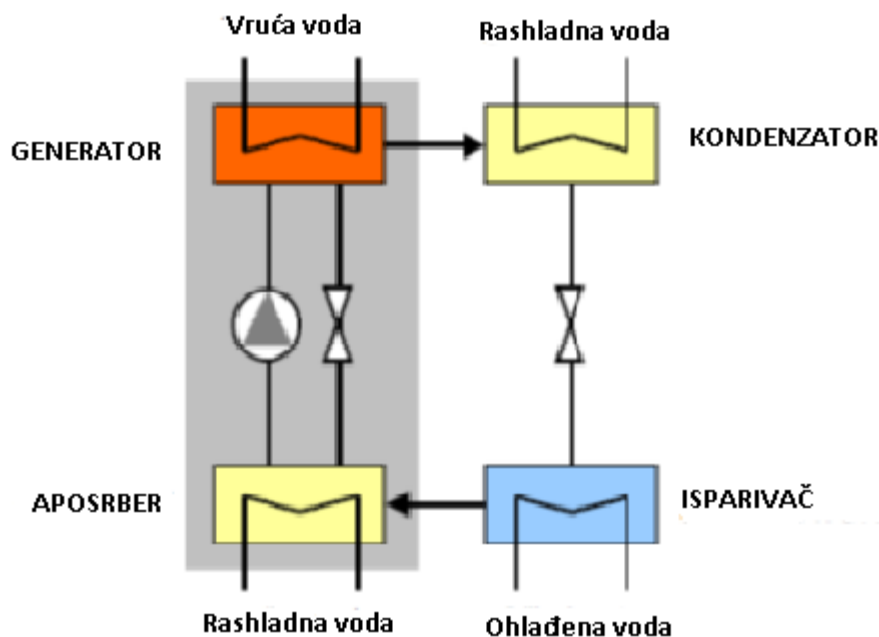 Vruća voda
Rashladna voda
GENERATOR
KONDENZATOR
APOSRBER
ISPARIVAČ
Rashladna voda
Ohlađena voda